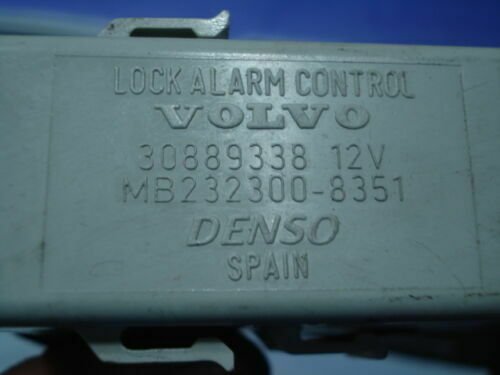 LOCK ALARM CONTROL
VOLVO
30889338 12V
MB232300-8351
DENSO
SPAIN